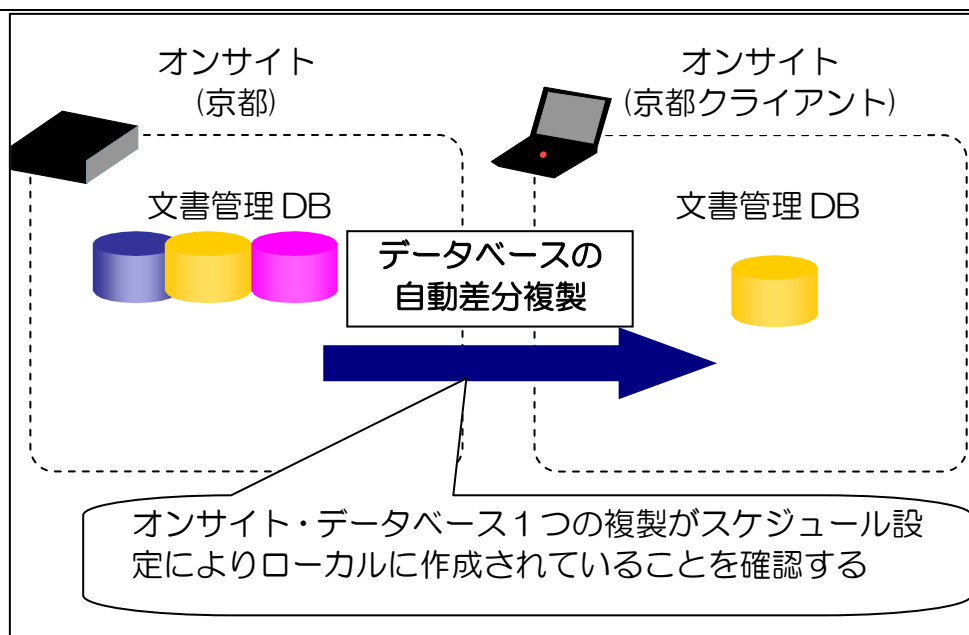 オンサイト
(京都)
オンサイト
(京都クライアント)
文書管理 DB
文書管理 DB
データベースの
自動差分複製
オンサイト・データベース1つの複製がスケジュール設
定によりローカルに作成されていることを確認する